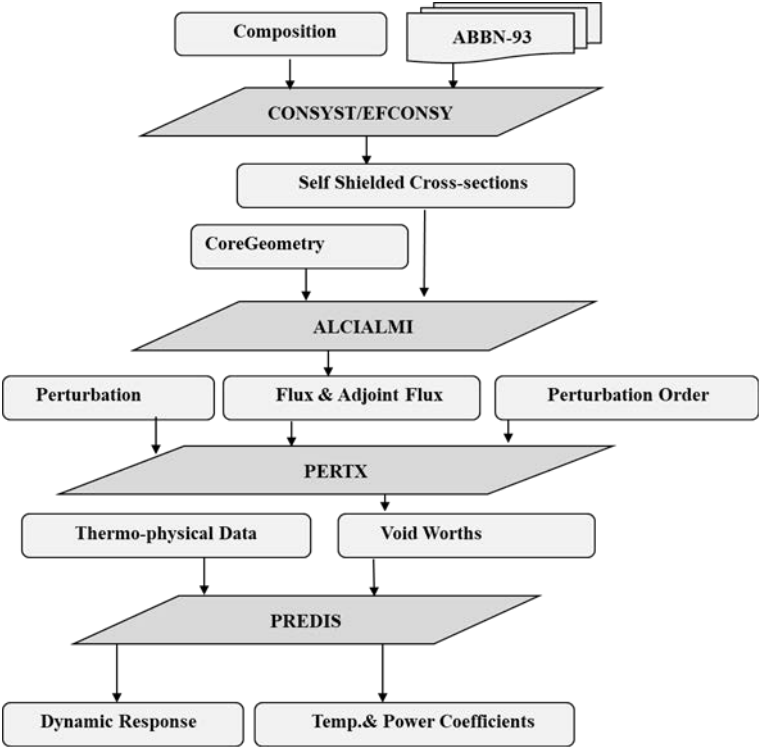 Composition
ABBN-93
CONSYST/EFCONSY
Self Shielded Cross-sections
CoreGeometry
ALCIALMI
Perturbation
Flux & Adjoint Flux
Perturbation Order
PERTX
Thermo-physical Data
Void Worths
PREDIS
Dynamic Response
Temp.& Power Coefficients